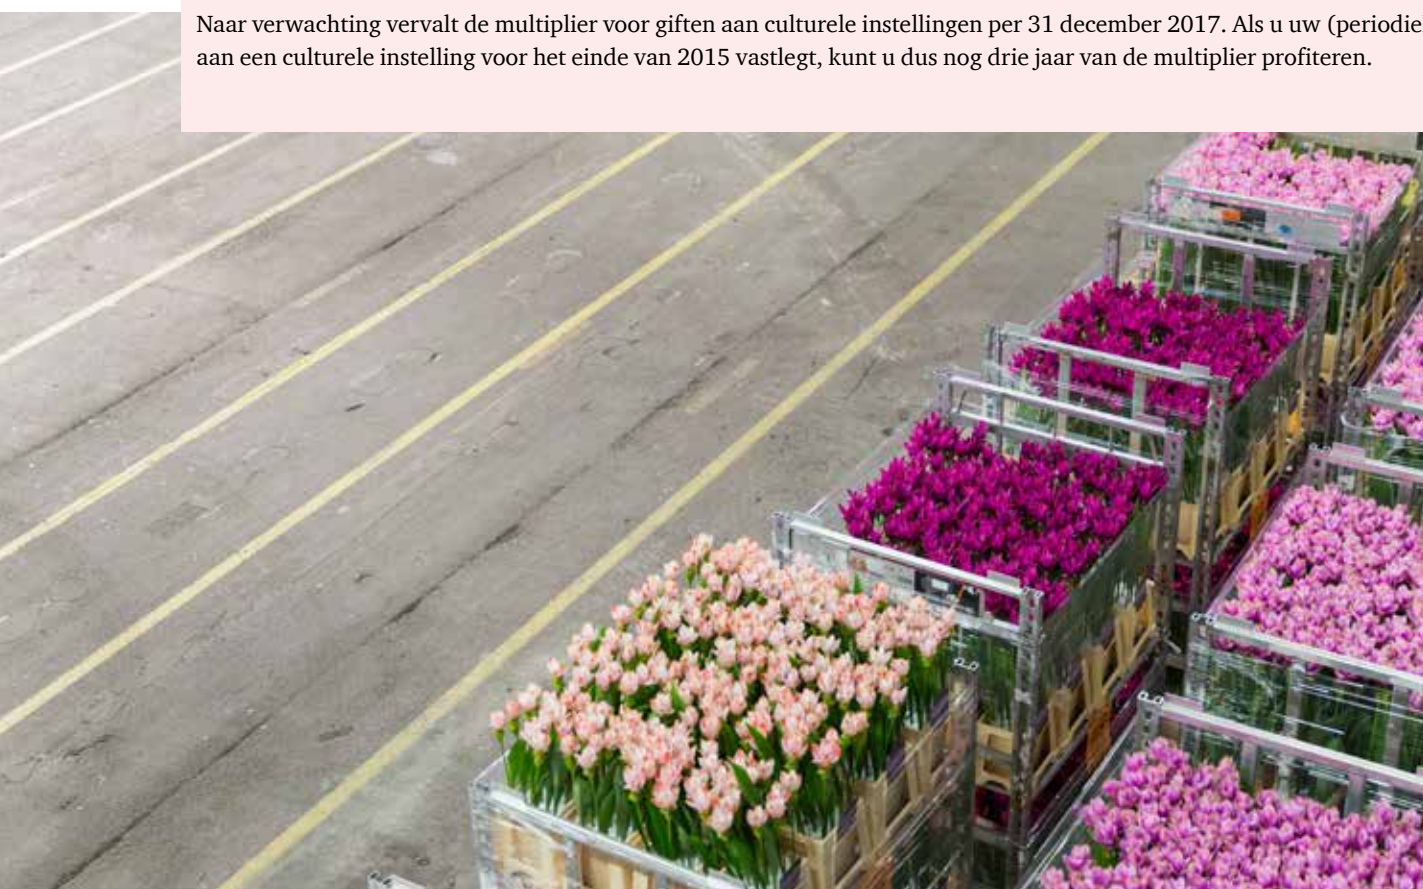 Naar verwachting vervalt de multiplier voor giften aan culturele instellingen per 31 december 2017. Als u uw (periodie
aan een culturele instelling voor het einde van 2015 vastlegt, kunt u dus nog drie jaar van de multiplier profiteren.